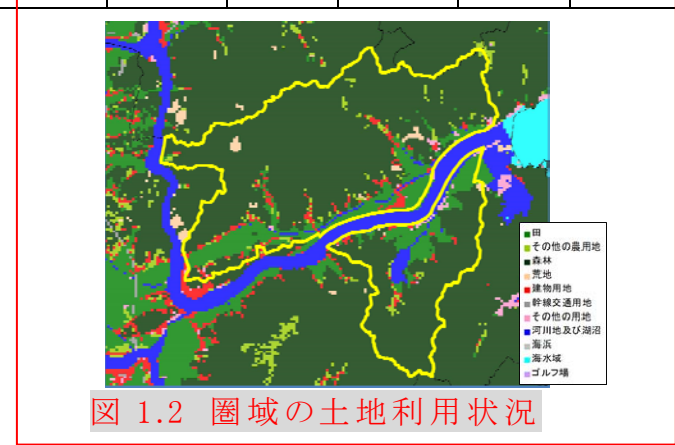 田
その他の農用地
森林
荒地
建物用地
幹線交通用地
その他の用地
河川地及び湖沼
海浜
海水域
ゴルフ場
図 1.2 圏域の土地利用状況